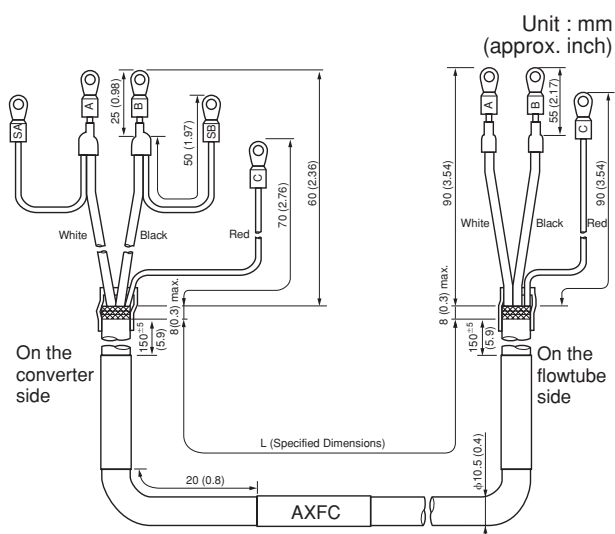 Unit : mm
(approx. inch)
SA
A
B
SB
C
25 (0.98)
50 (1.97)
70 (2.76)
60 (2.36)
White
Black
Red
8(0.3) max.
150±5
(5.9)
On the
converter
side
A
B
C
55 (2.17)
90 (3.54)
90 (3.54)
White
Black
Red
8 (0.3) max.
150±5
(5.9)
On the
flowtube
side
L (Specified Dimensions)
20 (0.8)
AXFC
φ10.5 (0.4)